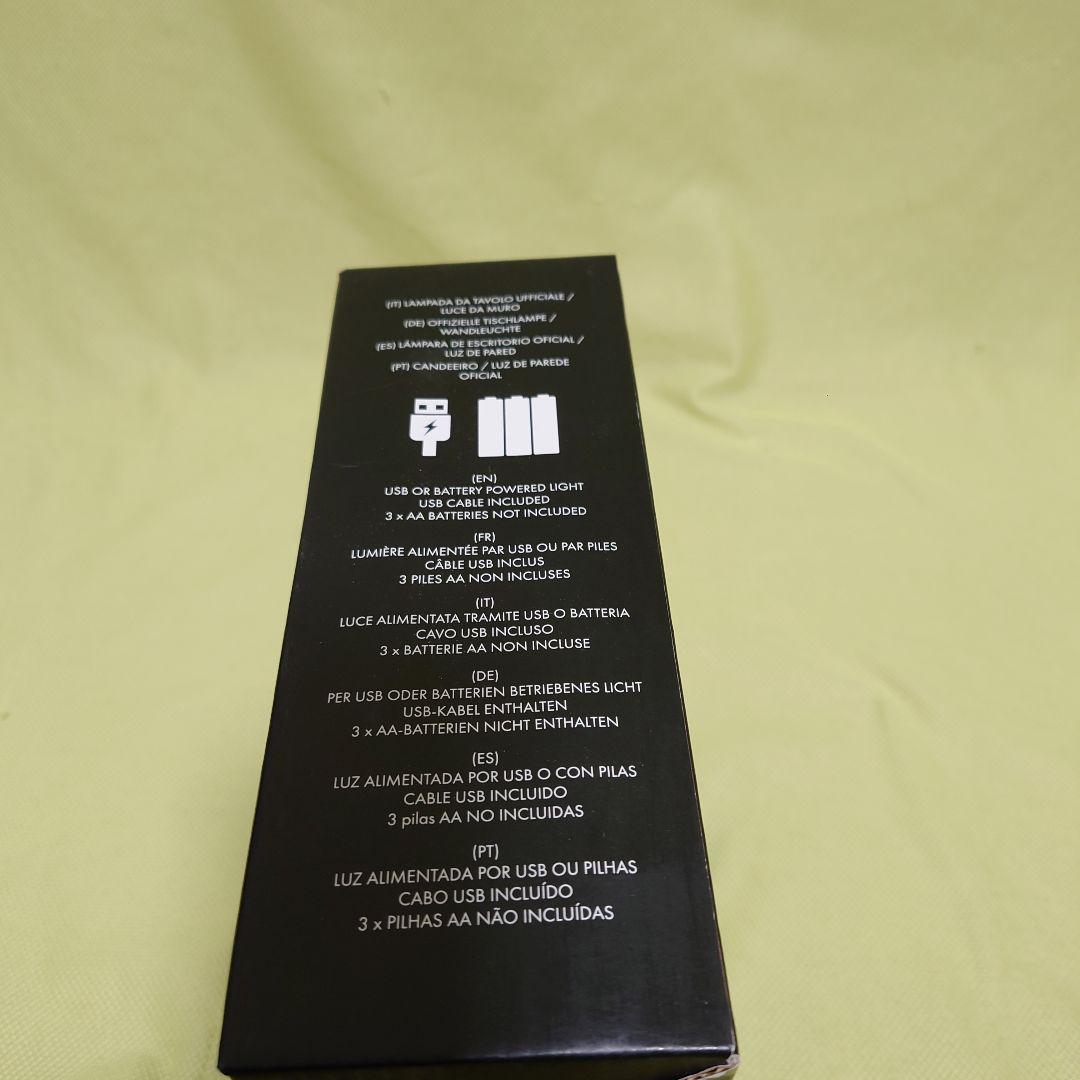 (IT) LAMPADA DA TAVOLO UFFICIALE /
LUCE DA MURO
(DE) OFFIZIELLE TISCHLAMPE /
WANDLEUCHTE
(ES) LÁMPARA DE ESCRITORIO OFICIAL /
LUZ DE PARED
(PT) CANDEEIRO / LUZ DE PAREDE
OFICIAL
(EN)
USB OR BATTERY POWERED LIGHT
USB CABLE INCLUDED
3 x AA BATTERIES NOT INCLUDED
(FR)
LUMIÈRE ALIMENTÉE PAR USB OU PAR PILES
CÂBLE USB INCLUS
3 PILES AA NON INCLUSES
(IT)
LUCE ALIMENTATA TRAMITE USB O BATTERIA
CAVO USB INCLUSO
3 x BATTERIE AA NON INCLUSE
(DE)
PER USB ODER BATTERIEN BETRIEBENES LICHT
USB-KABEL ENTHALTEN
3 x AA-BATTERIEN NICHT ENTHALTEN
(ES)
LUZ ALIMENTADA POR USB O CON PILAS
CABLE USB INCLUIDO
3 pilas AA NO INCLUIDAS
(PT)
LUZ ALIMENTADA POR USB OU PILHAS
CABO USB INCLUÍDO
3 x PILHAS AA NÃO INCLUÍDAS